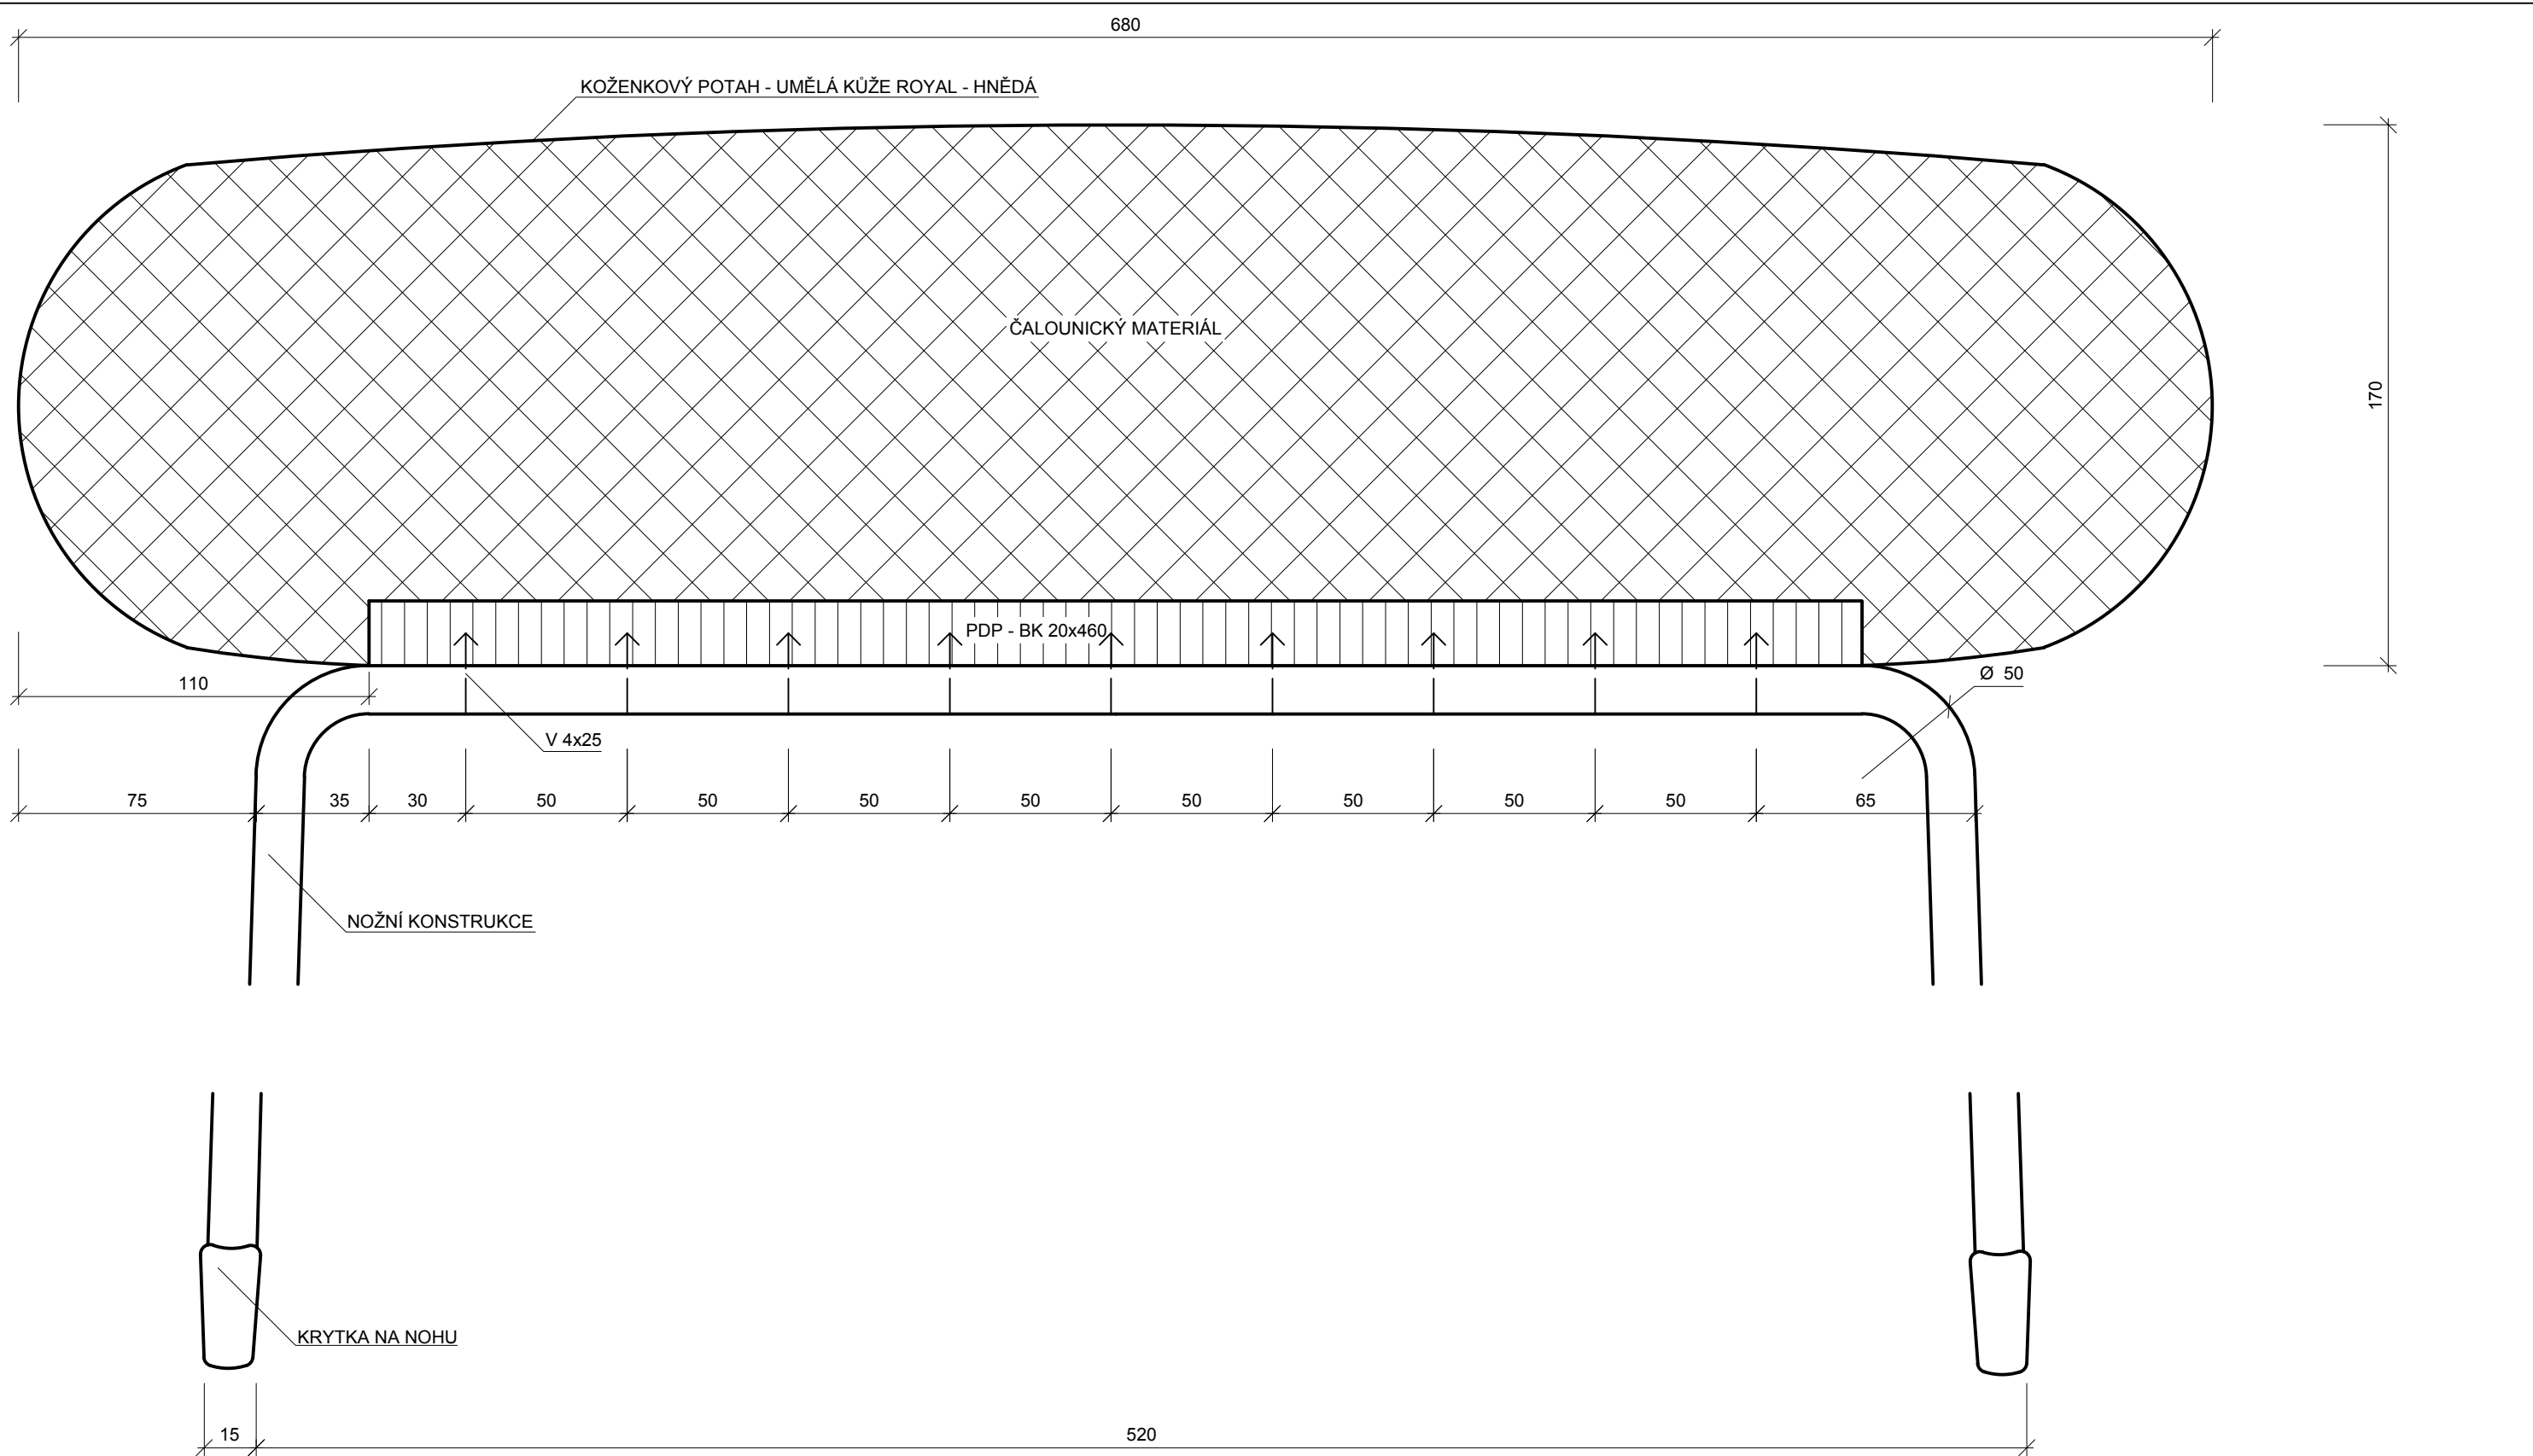 680
KOŽENKOVÝ POTAH - UMĚLÁ KŮŽE ROYAL - HNĚDÁ
ČALOUNICKÝ MATERIÁL
170
PDP - BK 20x460
110
Ø 50
V 4x25
75 35 30 50 50 50 50 50 50 50 50 65
NOŽNÍ KONSTRUKCE
KRYTKA NA NOHU
15 520